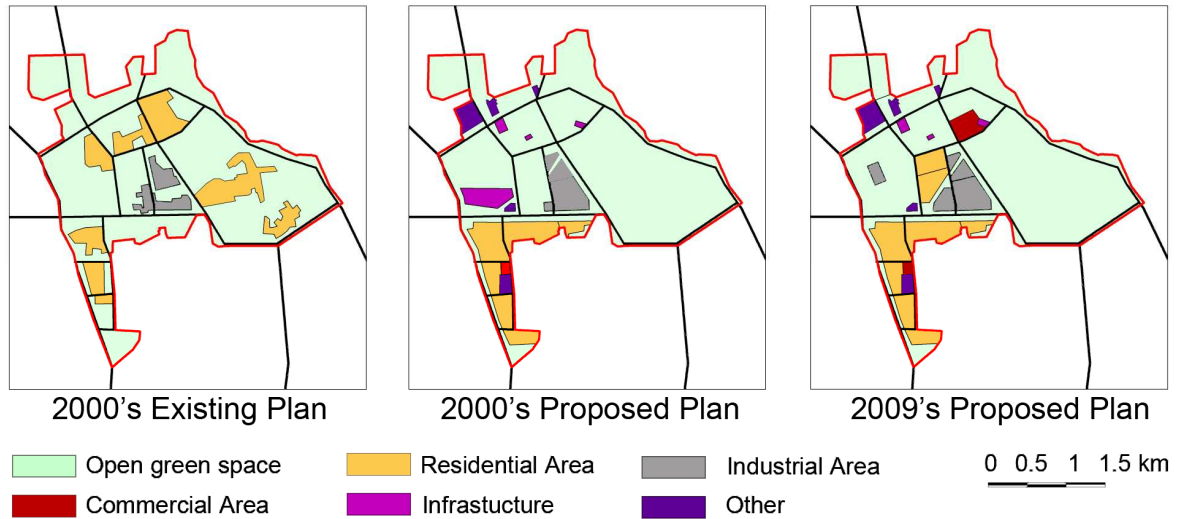 2000's Existing Plan
2000's Proposed Plan
2009's Proposed Plan
Open green space
Residential Area
Industrial Area
0 0.5 1 1.5 km
Commercial Area
Infrastucture
Other